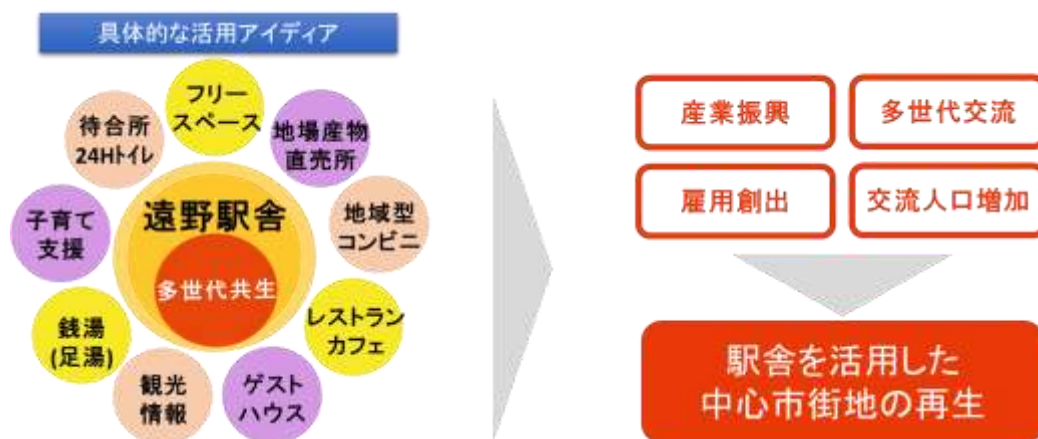 具体的な活用アイディア
フリー
スペース
地場産物
直売所
地域型
コンビニ
レストラン
カフェ
ゲスト
ハウス
観光
情報
銭湯
(足湯)
子育て
支援
待合所
24Hトイレ
遠野駅舎
多世代共生
産業振興
多世代交流
雇用創出
交流人口増加
駅舎を活用した
中心市街地の再生